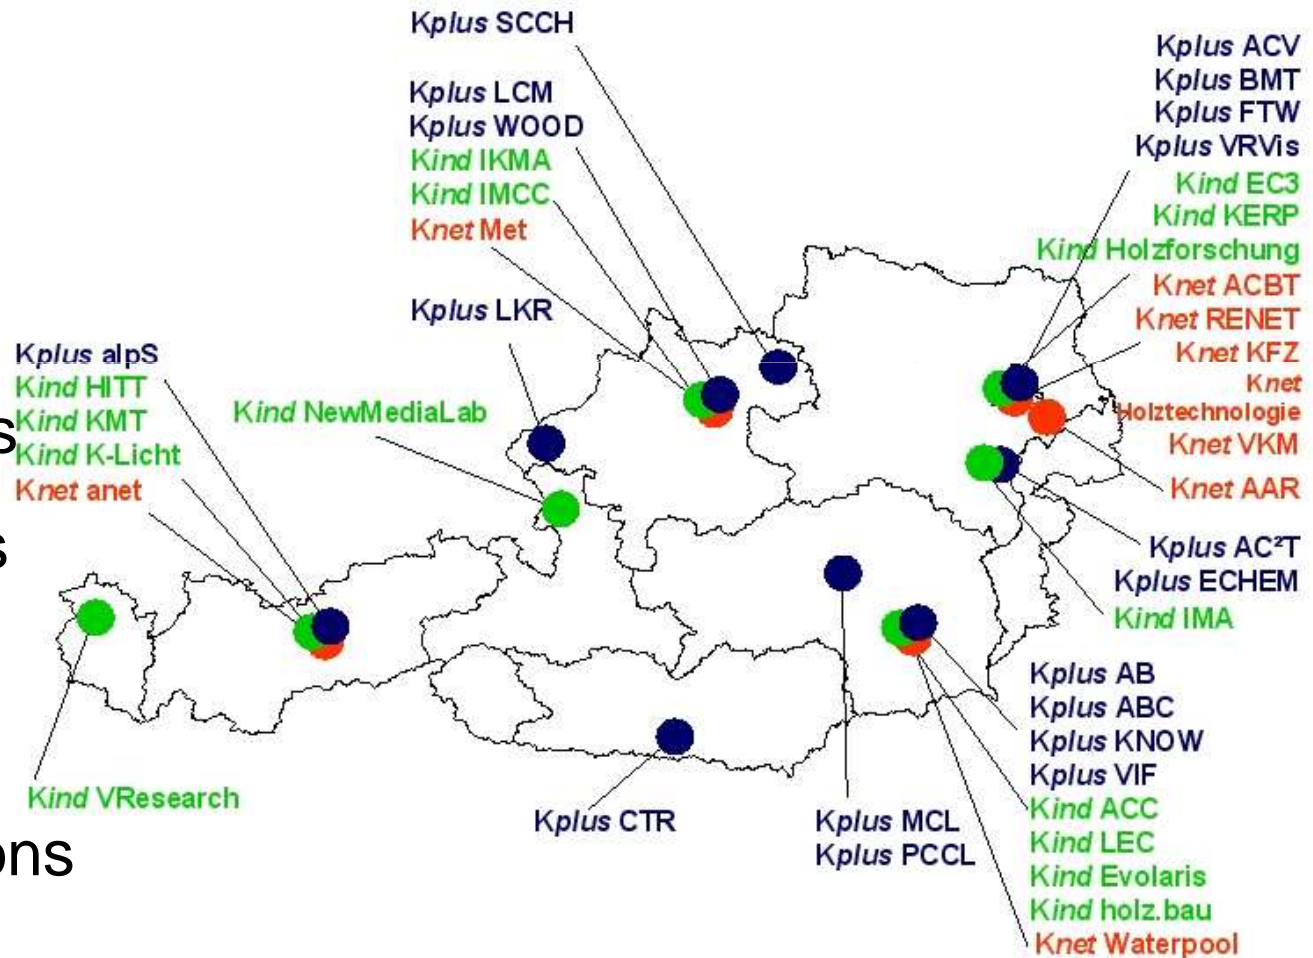 Kplus SCCH
Kplus LCM
Kplus WOOD
Kind IKMA
Kind IMCC
Knet Met
Kplus LKR
Kplus ACV
Kplus BMT
Kplus FTW
Kplus VRVis
Kind EC3
Kind KERP
Kind Holzforschung
Knet ACBT
Knet RENET
Knet KFZ
Knet
Holztechnologie
Knet VKM
Knet AAR
Kplus alpS
Kind HITT
Kind KMT
Kind K-Licht
Knet anet
Kind NewMediaLab
s
s
ons
Kplus AC²T
Kplus ECHEM
Kind IMA
Kind VResearch
Kplus CTR
Kplus MCL
Kplus PCCL
Kplus AB
Kplus ABC
Kplus KNOW
Kplus VIF
Kind ACC
Kind LEC
Kind Evolaris
Kind holz.bau
Knet Waterpool